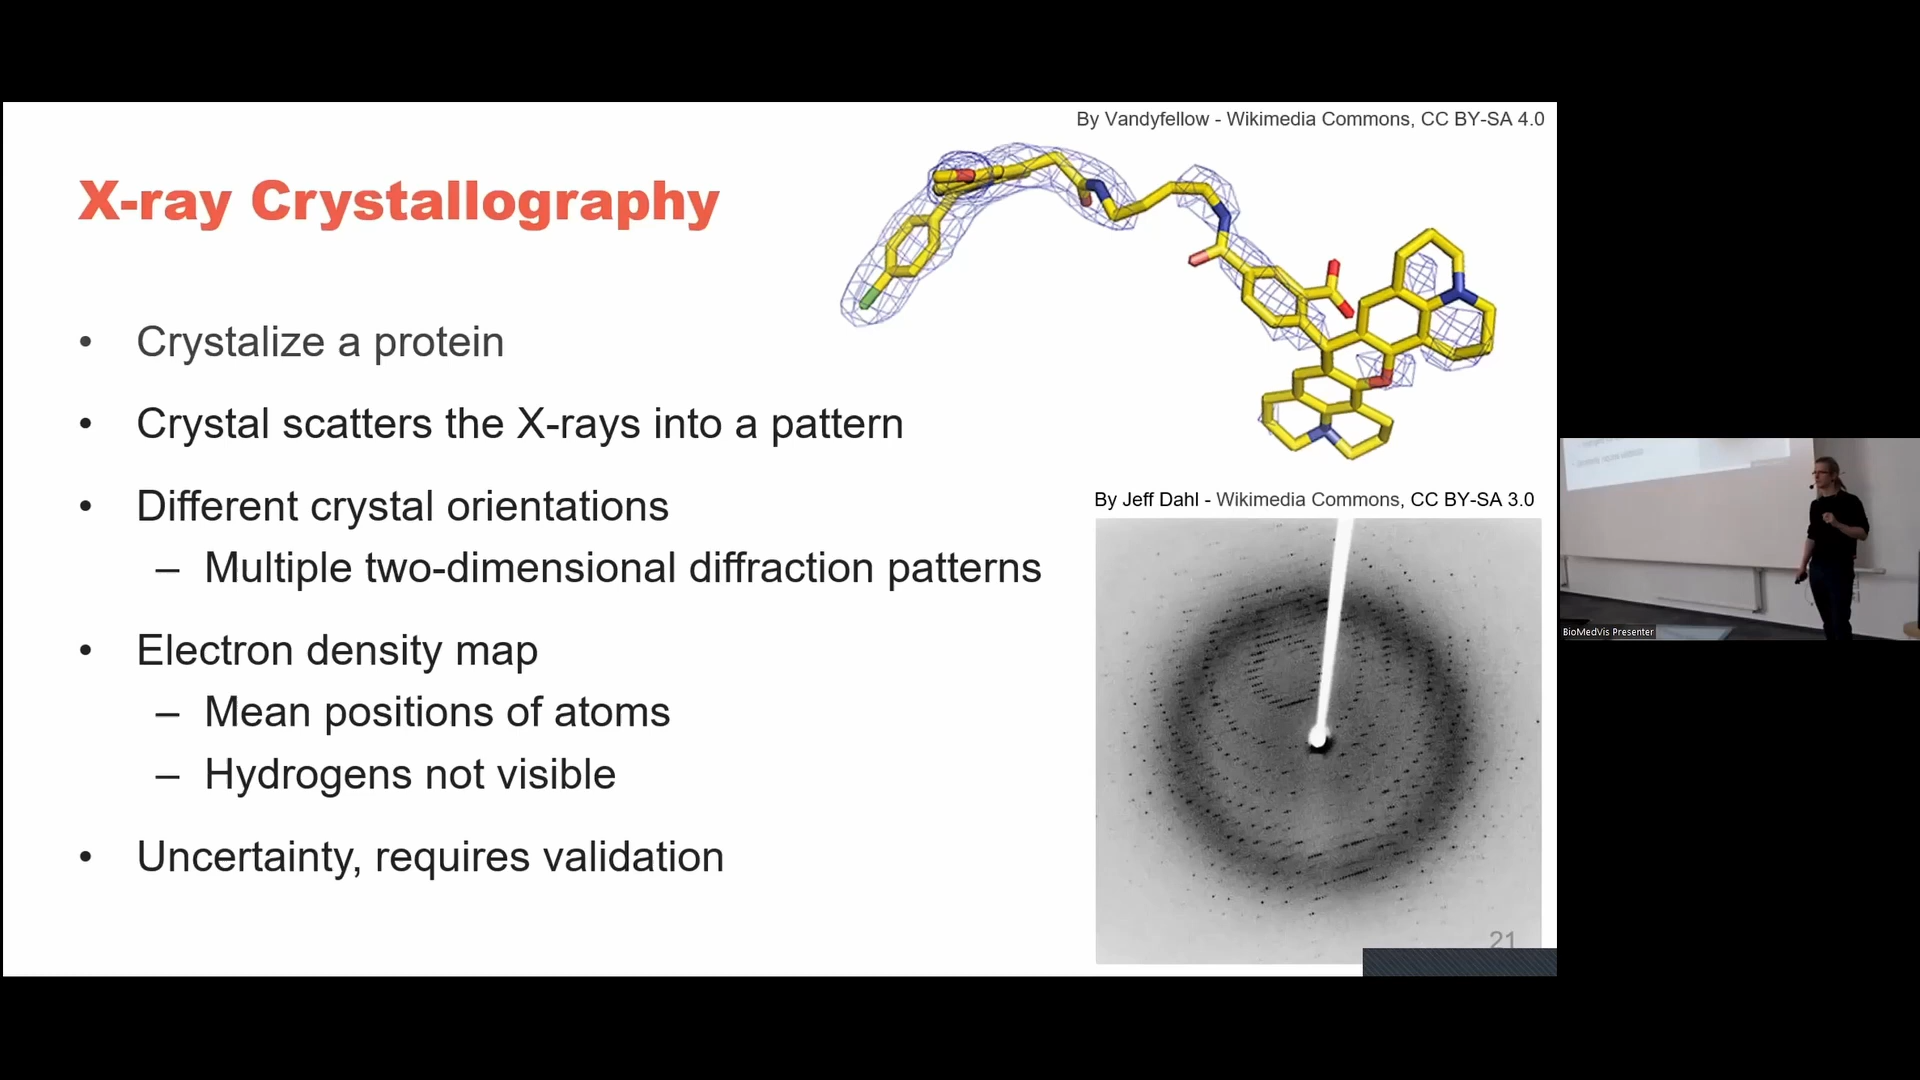 By Vandyfellow - Wikimedia Commons, CC BY-SA 4.0
X-ray Crystallography
• Crystalize a protein
• Crystal scatters the X-rays into a pattern
• Different crystal orientations
– Multiple two-dimensional diffraction patterns
• Electron density map
– Mean positions of atoms
– Hydrogens not visible
• Uncertainty, requires validation
By Jeff Dahl - Wikimedia Commons, CC BY-SA 3.0
21
BioMedVis Presenter